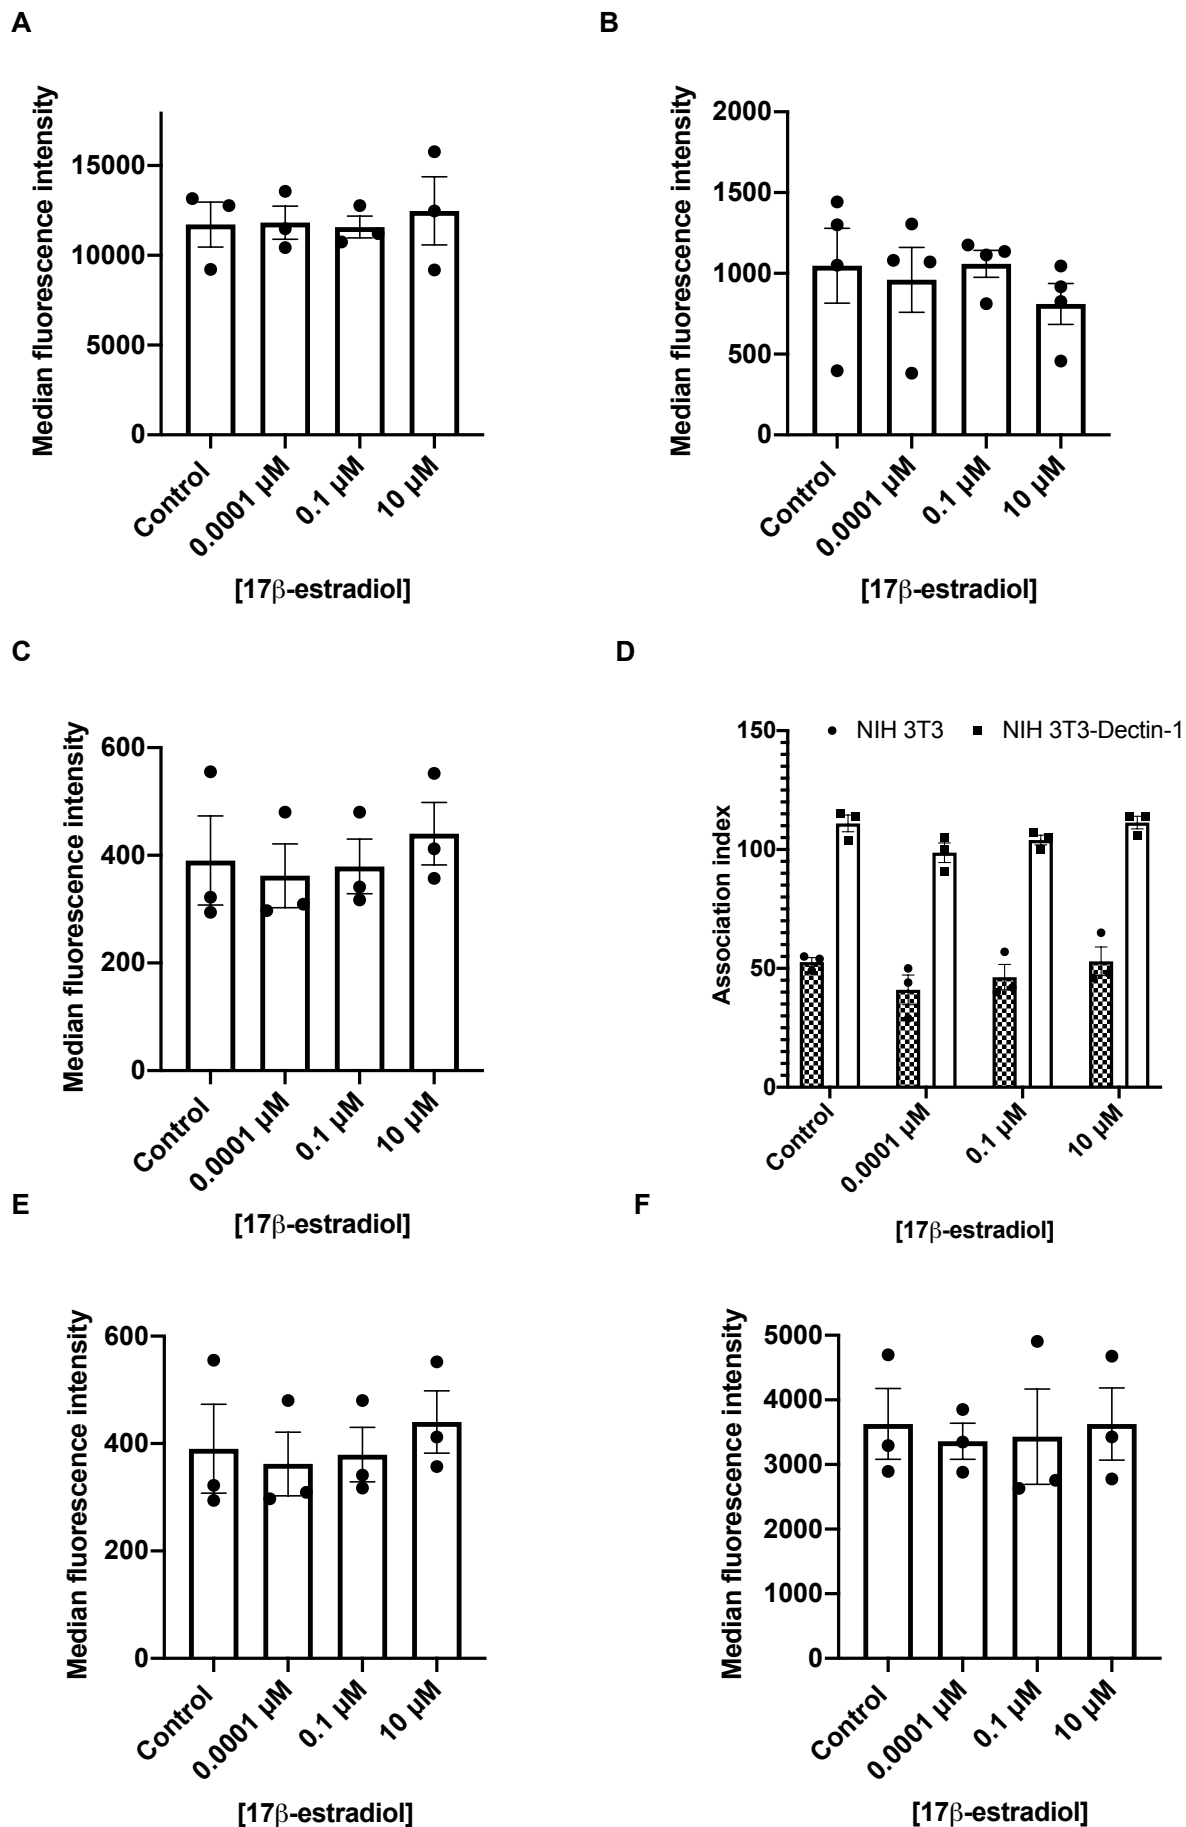 A
Median fluorescence intensity
15000
10000
5000
0
Control
0.0001 µM
0.1 µM
10 µM
[17β-estradiol]
B
Median fluorescence intensity
2000
1500
1000
500
0
Control
0.0001 µM
0.1 µM
10 µM
[17β-estradiol]
C
Median fluorescence intensity
600
400
200
0
Control
0.0001 µM
0.1 µM
10 µM
[17β-estradiol]
D
NIH 3T3
NIH 3T3-Dectin-1
Association index
150
100
50
0
Control
0.0001 µM
0.1 µM
10 µM
[17β-estradiol]
E
Median fluorescence intensity
600
400
200
0
Control
0.0001 µM
0.1 µM
10 µM
[17β-estradiol]
F
Median fluorescence intensity
5000
4000
3000
2000
1000
0
Control
0.0001 µM
0.1 µM
10 µM
[17β-estradiol]